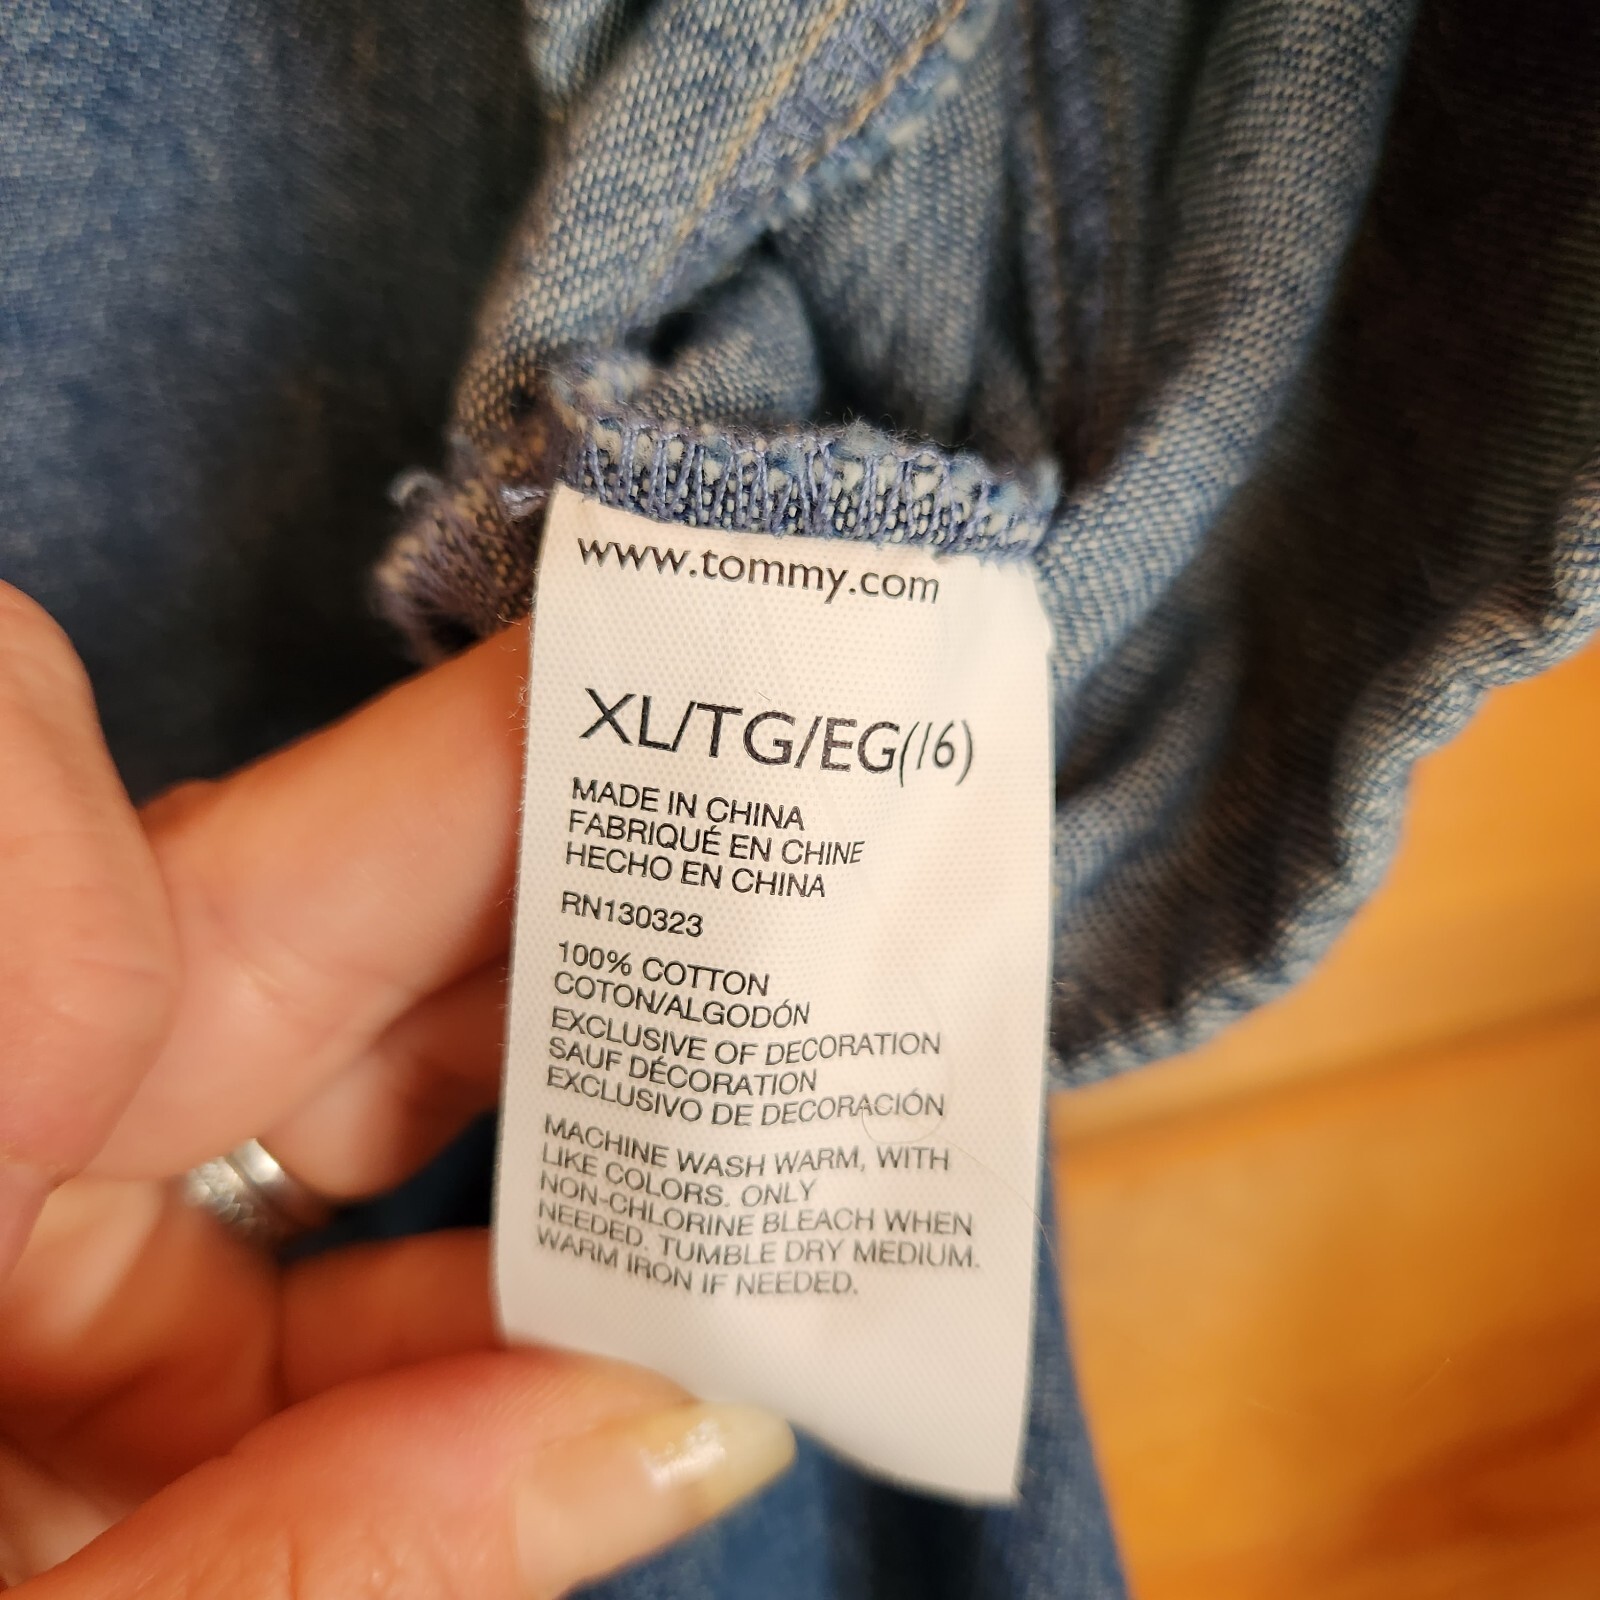 www.tommy.com
XL/TG/EG(16)
MADE IN CHINA
FABRIQUÉ EN CHINE
HECHO EN CHINA
RN130323
100% COTTON
COTON/ALGODÓN
EXCLUSIVE OF DECORATION
SAUF DÉCORATION
EXCLUSIVO DE DECORACIÓN
MACHINE WASH WARM, WITH
LIKE COLORS. ONLY
NON-CHLORINE BLEACH WHEN
NEEDED. TUMBLE DRY MEDIUM.
WARM IRON IF NEEDED.